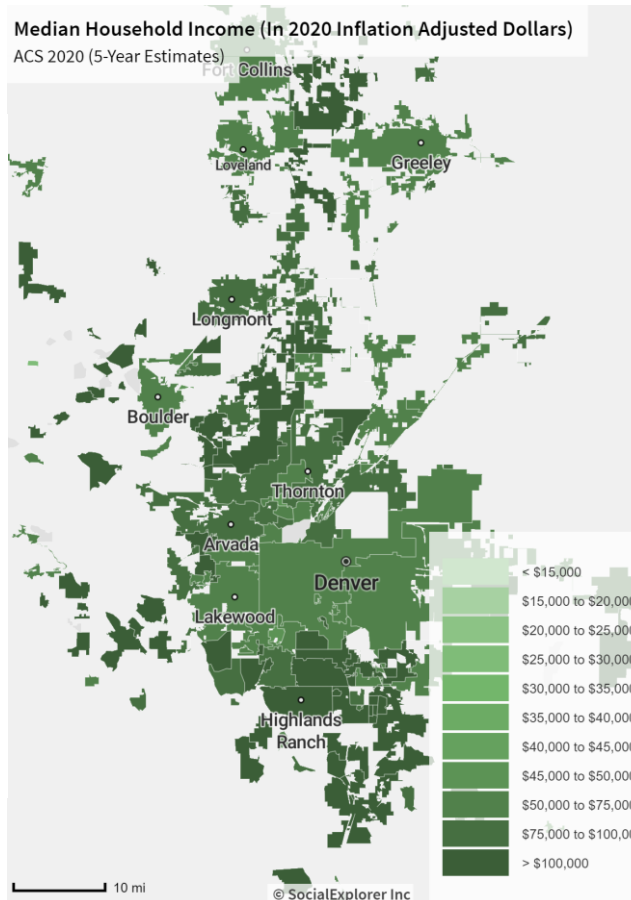 Median Household Income (In 2020 Inflation Adjusted Dollars)
ACS 2020 (5-Year Estimates)
Fort Collins
Loveland
Greeley
Longmont
Boulder
Thornton
Arvada
Denver
Lakewood
Highlands
Ranch
< $15,000
$15,000 to $20,000
$20,000 to $25,000
$25,000 to $30,000
$30,000 to $35,000
$35,000 to $40,000
$40,000 to $45,000
$45,000 to $50,000
$50,000 to $75,000
$75,000 to $100,00
> $100,000
10 mi
© SocialExplorer Inc